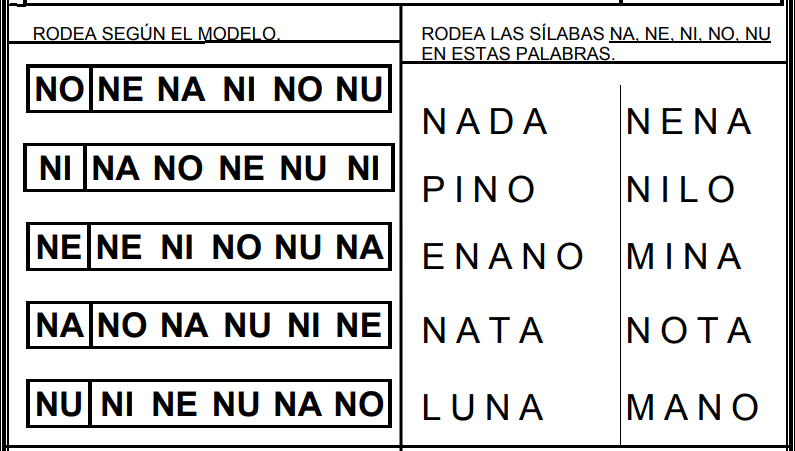 RODEA SEGÚN EL MODELO.
NO NE NA NI NO NU
NI NA NO NE NU NI
NE NE NI NO NU NA
NA NO NA NU NI NE
NU NI NE NU NA NO
RODEA LAS SÍLABAS NA, NE, NI, NO, NU
EN ESTAS PALABRAS.
NADA NENA
PINO NILO
ENANO MINA
NATA NOTA
LUNA MANO